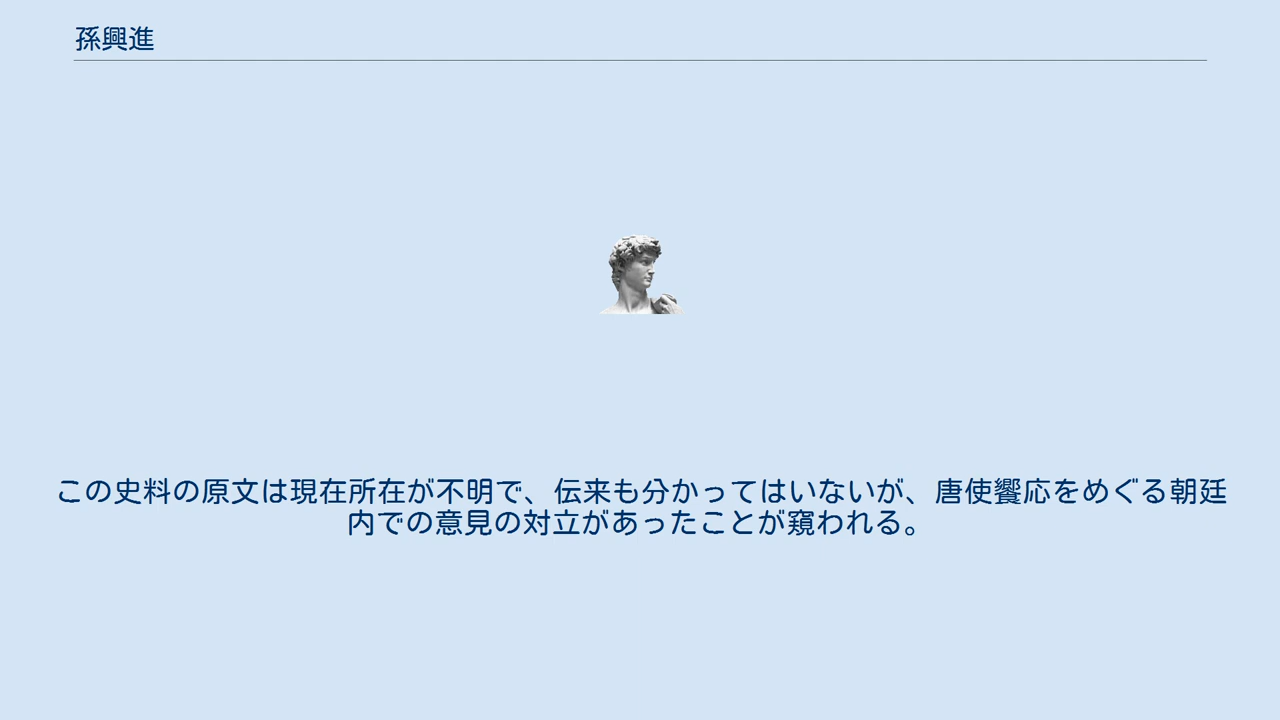 孫興進
この史料の原文は現在所在が不明で、伝来も分かってはいないが、唐使饗応をめぐる朝廷
内での意見の対立があったことが窺われる。